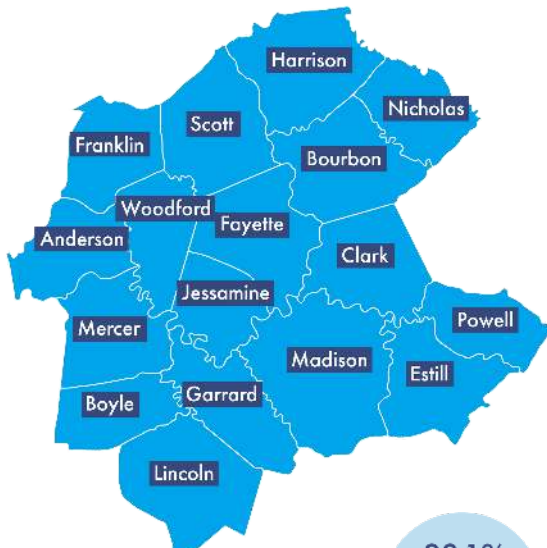 Harrison
Nicholas
Scott
Franklin
Bourbon
Woodford
Fayette
Anderson
Clark
Jessamine
Powell
Mercer
Madison
Estill
Garrard
Boyle
Lincoln